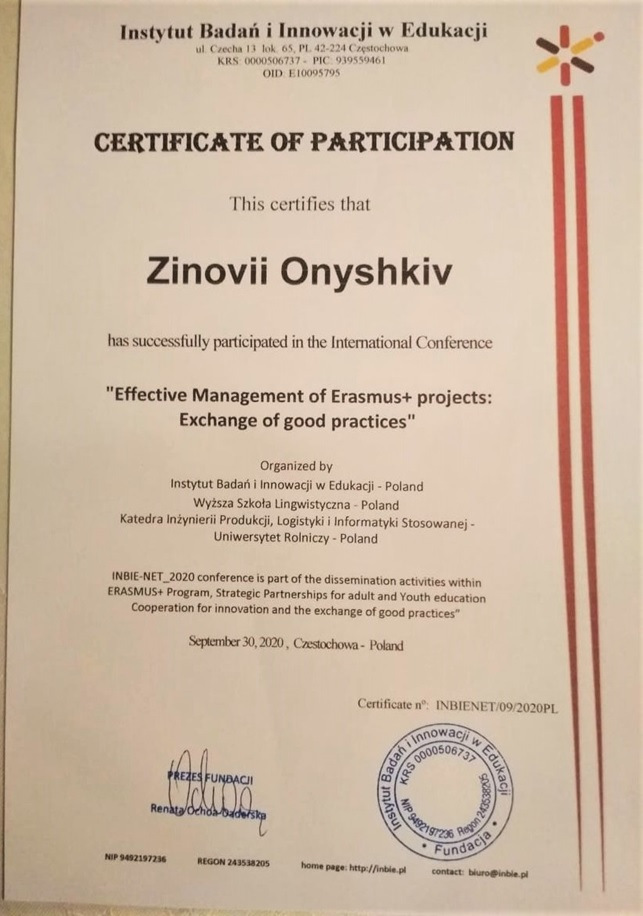 Instytut Badań i Innowacji w Edukacji
ul. Czecha 13 lok. 65, PL 42-224 Częstochowa
KRS: 0000506737 - PIC: 939559461
OID: E10095795
CERTIFICATE OF PARTICIPATION
This certifies that
Zinovii Onyshkiv
has successfully participated in the International Conference
"Effective Management of Erasmus+ projects:
Exchange of good practices"
Organized by
Instytut Badań i Innowacji w Edukacji - Poland
Wyższa Szkoła Lingwistyczna - Poland
Katedra Inżynierii Produkcji, Logistyki i Informatyki Stosowanej -
Uniwersytet Rolniczy - Poland
INBIE-NET_2020 conference is part of the dissemination activities within
ERASMUS+ Program, Strategic Partnerships for adult and Youth education
Cooperation for innovation and the exchange of good practices"
September 30, 2020 , Czestochowa - Poland
Certificate nº: INBIENET/09/2020PL
PREZES FUNDACJI
Renata Ochoa-Daderska
Instytut Badań i Innowacji w Edukacji
KRS 0000506737
NIP 9492197236 Regon 243538205
• Fundacja •
NIP 9492197236 REGON 243538205 home page: http://inbie.pl contact: biuro@inbie.pl